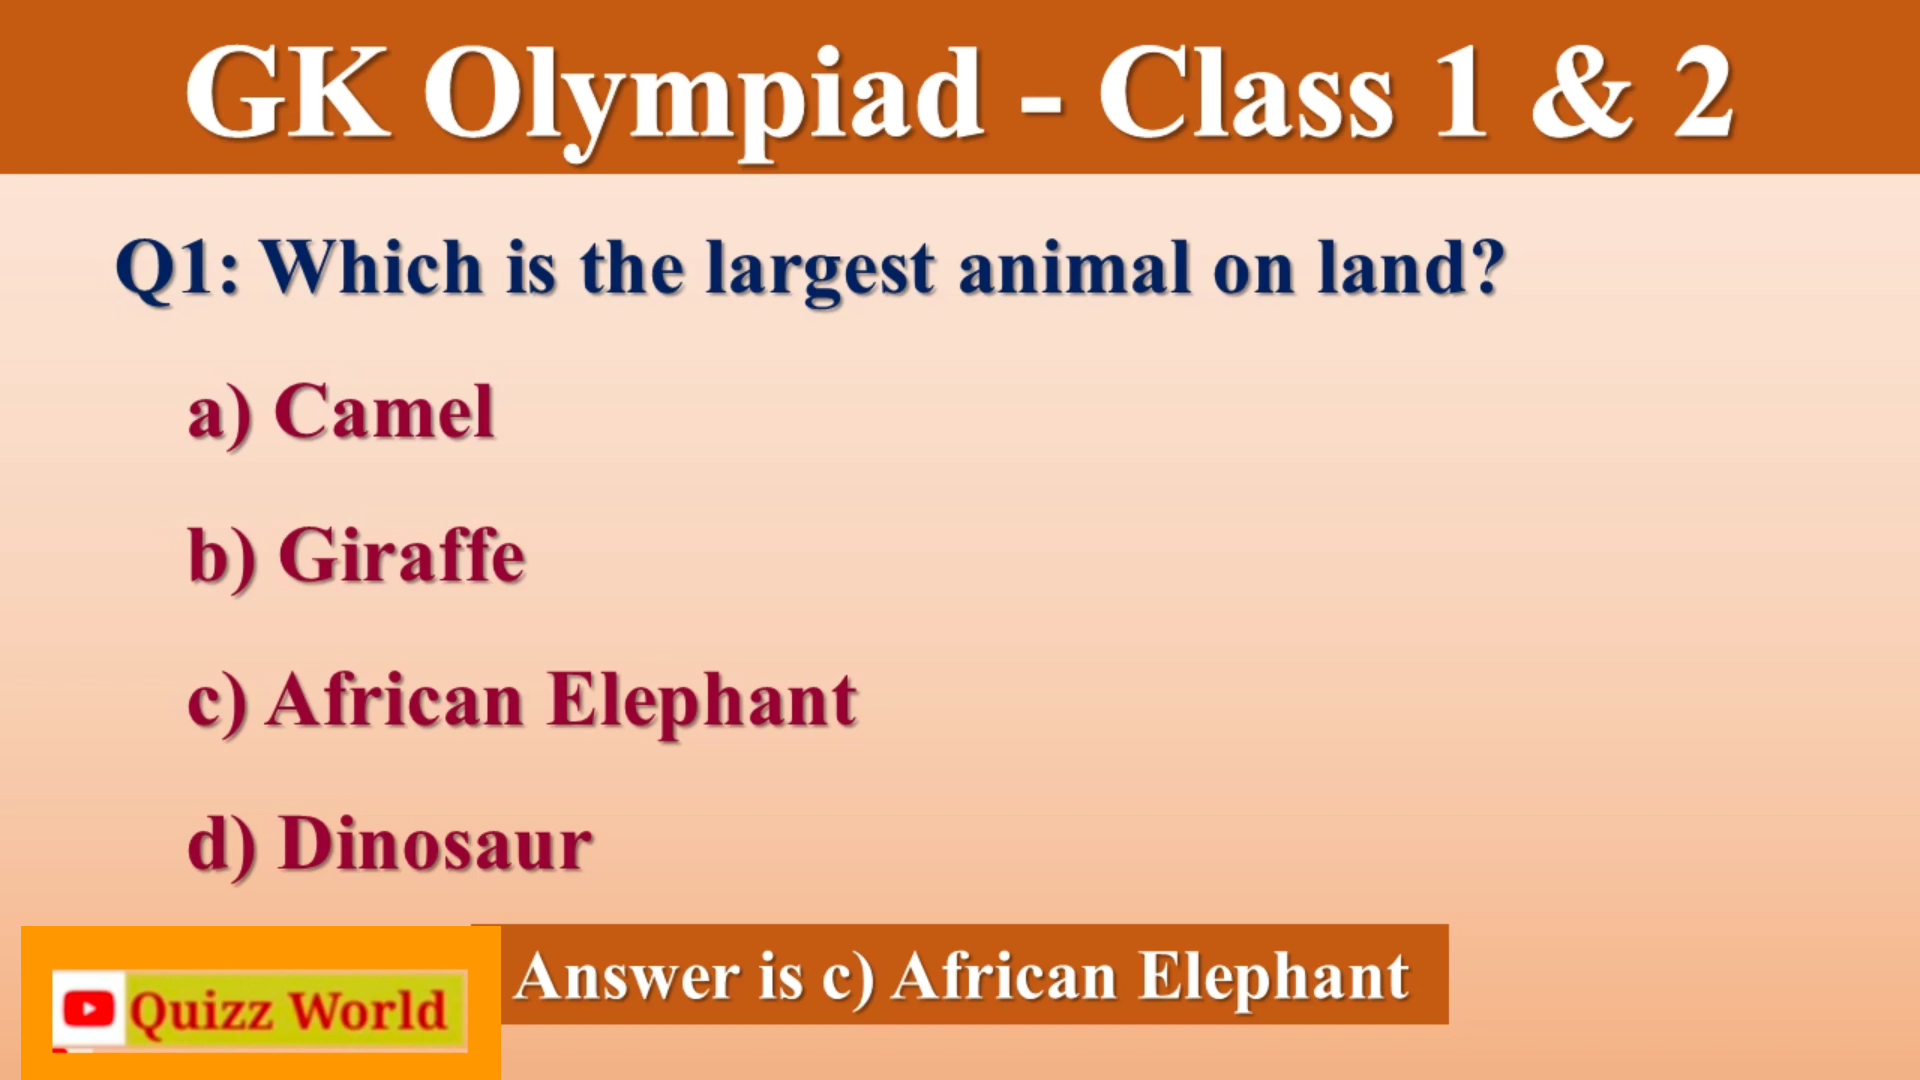 GK Olympiad - Class 1 & 2
Q1: Which is the largest animal on land?
a) Camel
b) Giraffe
c) African Elephant
d) Dinosaur
Answer is c) African Elephant
Quizz World